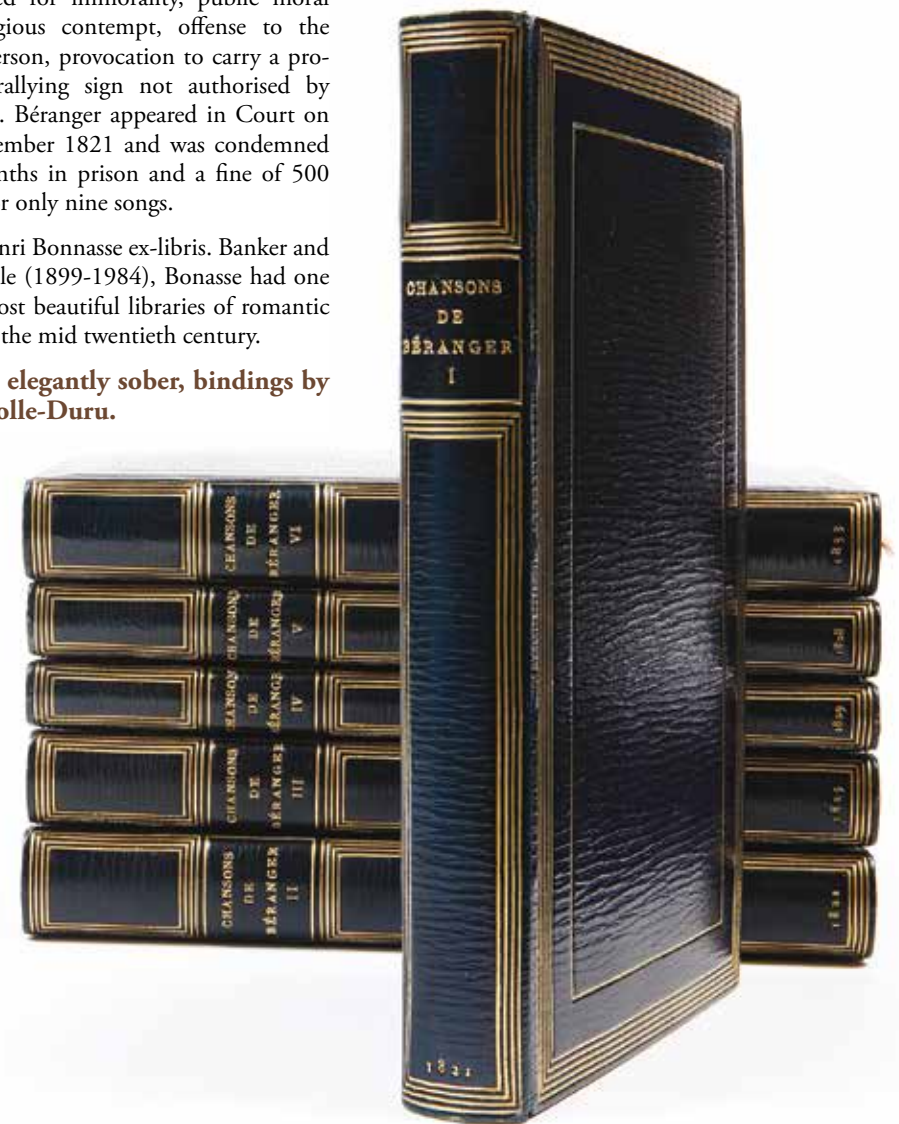 ed for immorality, public moral
gious contempt, offense to the
erson, provocation to carry a pro-
rallying sign not authorised by
. Béranger appeared in Court on
ember 1821 and was condemned
nths in prison and a fine of 500
r only nine songs.
nri Bonnasse ex-libris. Banker and
le (1899-1984), Bonasse had one
ost beautiful libraries of romantic
the mid twentieth century.
elegantly sober, bindings by
olle-Duru.
CHANSONS
DE
BÉRANGER
I
1821
CHANSONS
DE
BÉRANGER
VI
1833
CHANSONS
DE
BÉRANGER
V
1828
CHANSONS
DE
BÉRANGER
IV
CHANSONS
DE
BÉRANGER
III
1825
CHANSONS
DE
BÉRANGER
II